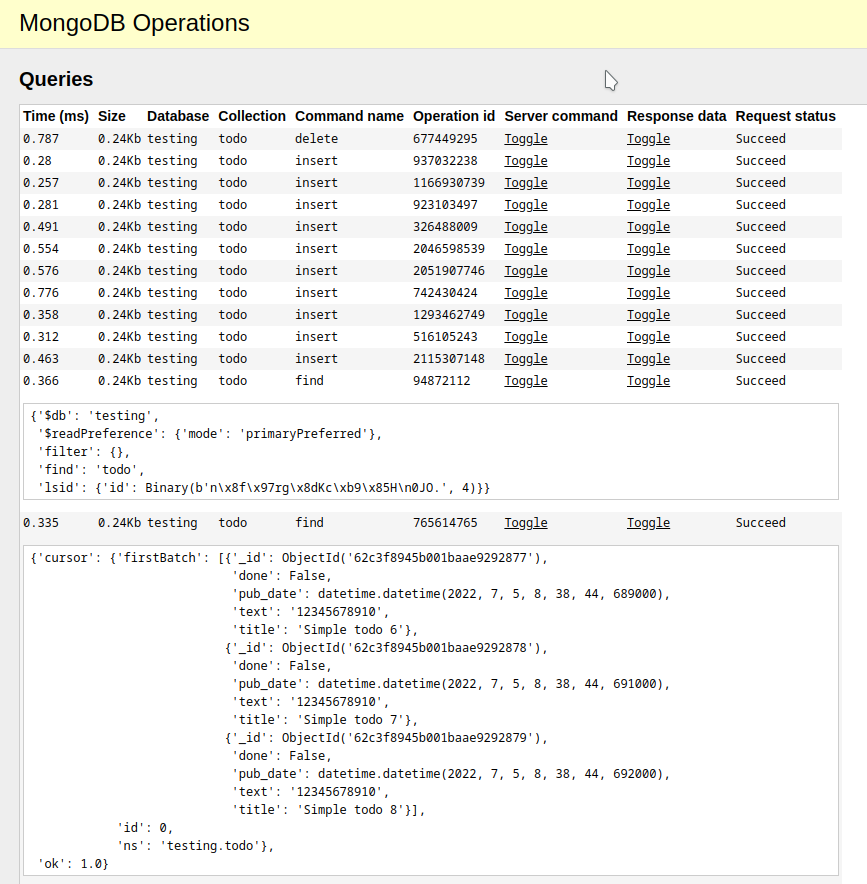 MongoDB Operations
Queries
Time (ms) Size Database Collection Command name Operation id Server command Response data Request status
0.787 0.24Kb testing todo delete 677449295 Toggle Toggle Succeed
0.28 0.24Kb testing todo insert 937032238 Toggle Toggle Succeed
0.257 0.24Kb testing todo insert 1166930739 Toggle Toggle Succeed
0.281 0.24Kb testing todo insert 923103497 Toggle Toggle Succeed
0.491 0.24Kb testing todo insert 326488009 Toggle Toggle Succeed
0.554 0.24Kb testing todo insert 2046598539 Toggle Toggle Succeed
0.576 0.24Kb testing todo insert 2051907746 Toggle Toggle Succeed
0.776 0.24Kb testing todo insert 742430424 Toggle Toggle Succeed
0.358 0.24Kb testing todo insert 1293462749 Toggle Toggle Succeed
0.312 0.24Kb testing todo insert 516105243 Toggle Toggle Succeed
0.463 0.24Kb testing todo insert 2115307148 Toggle Toggle Succeed
0.366 0.24Kb testing todo find 94872112 Toggle Toggle Succeed
{'$db': 'testing',
'$readPreference': {'mode': 'primaryPreferred'},
'filter': {},
'find': 'todo',
'lsid': {'id': Binary(b'n\x8f\x97rg\x8dKc\xb9\x85H\n0JO.', 4)}}
0.335 0.24Kb testing todo find 765614765 Toggle Toggle Succeed
{'cursor': {'firstBatch': [{'_id': ObjectId('62c3f8945b001baae9292877'),
'done': False,
'pub_date': datetime.datetime(2022, 7, 5, 8, 38, 44, 689000),
'text': '12345678910',
'title': 'Simple todo 6'},
{'_id': ObjectId('62c3f8945b001baae9292878'),
'done': False,
'pub_date': datetime.datetime(2022, 7, 5, 8, 38, 44, 691000),
'text': '12345678910',
'title': 'Simple todo 7'},
{'_id': ObjectId('62c3f8945b001baae9292879'),
'done': False,
'pub_date': datetime.datetime(2022, 7, 5, 8, 38, 44, 692000),
'text': '12345678910',
'title': 'Simple todo 8'}],
'id': 0,
'ns': 'testing.todo'},
'ok': 1.0}